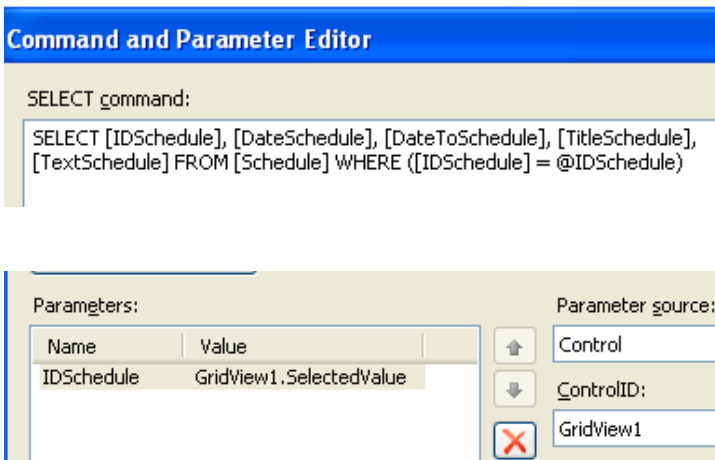 Command and Parameter Editor
SELECT command:
SELECT [IDSchedule], [DateSchedule], [DateToSchedule], [TitleSchedule],
[TextSchedule] FROM [Schedule] WHERE ([IDSchedule] = @IDSchedule)
Parameters: Parameter source:
Name Value Control
IDSchedule GridView1.SelectedValue
ControlID:
GridView1